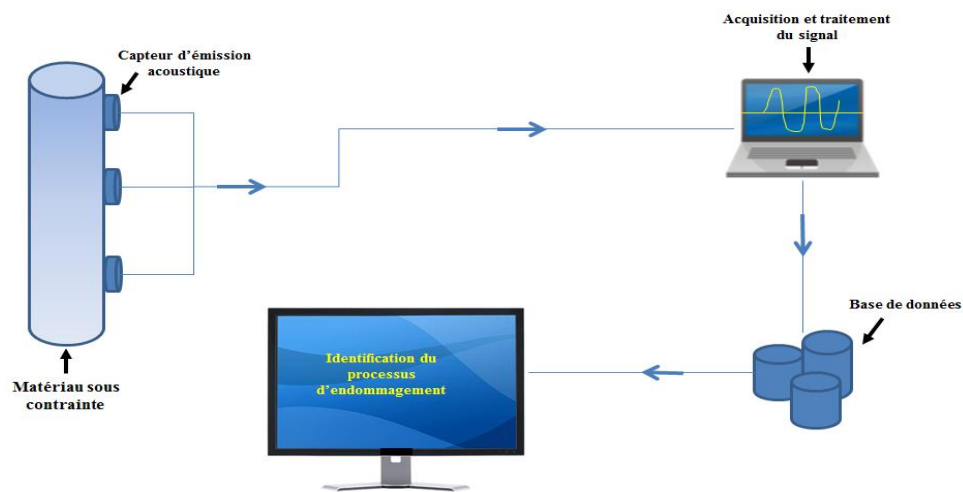 Acquisition et traitement
du signal
Capteur d'émission
acoustique
Base de données
Identification du
processus
d'endommagement
Matériau sous
contrainte